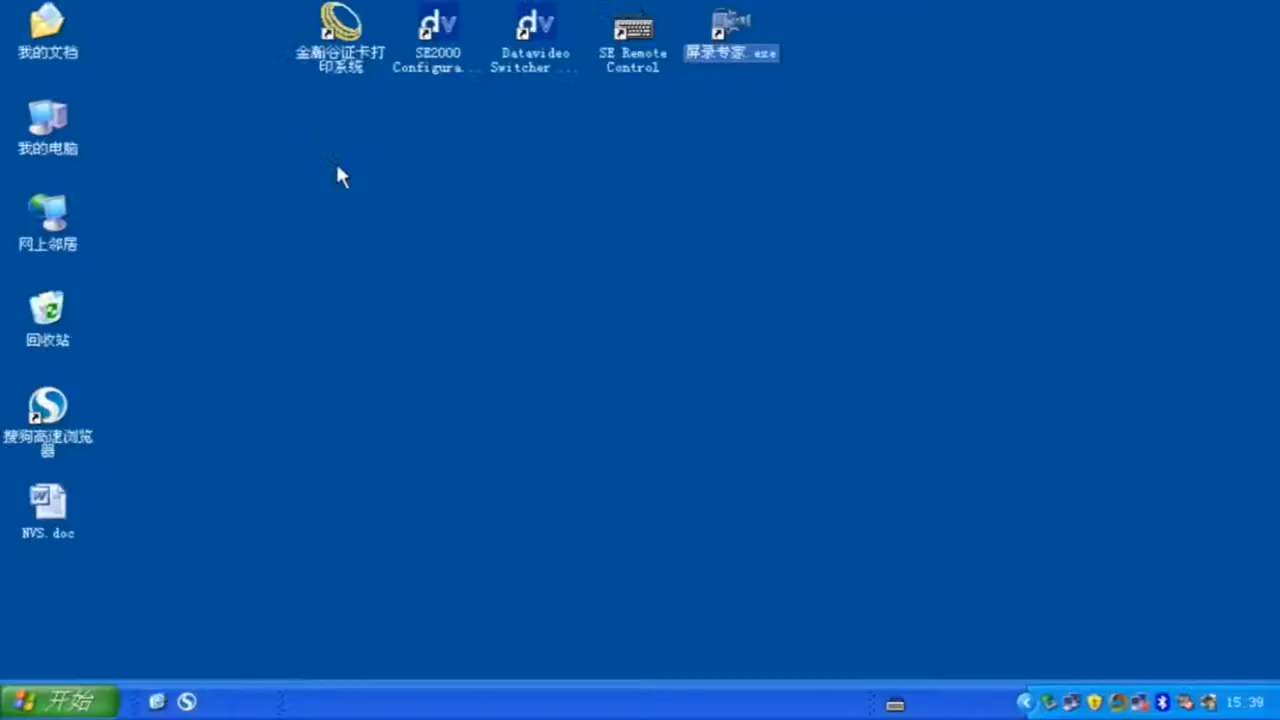 我的文档
金瀚谷证卡打
印系统
SE2000
Configura...
Datavideo
Switcher ...
SE Remote
Control
屏录专家.exe
我的电脑
网上邻居
回收站
搜狗高速浏览
器
NVS.doc
开始
15:39